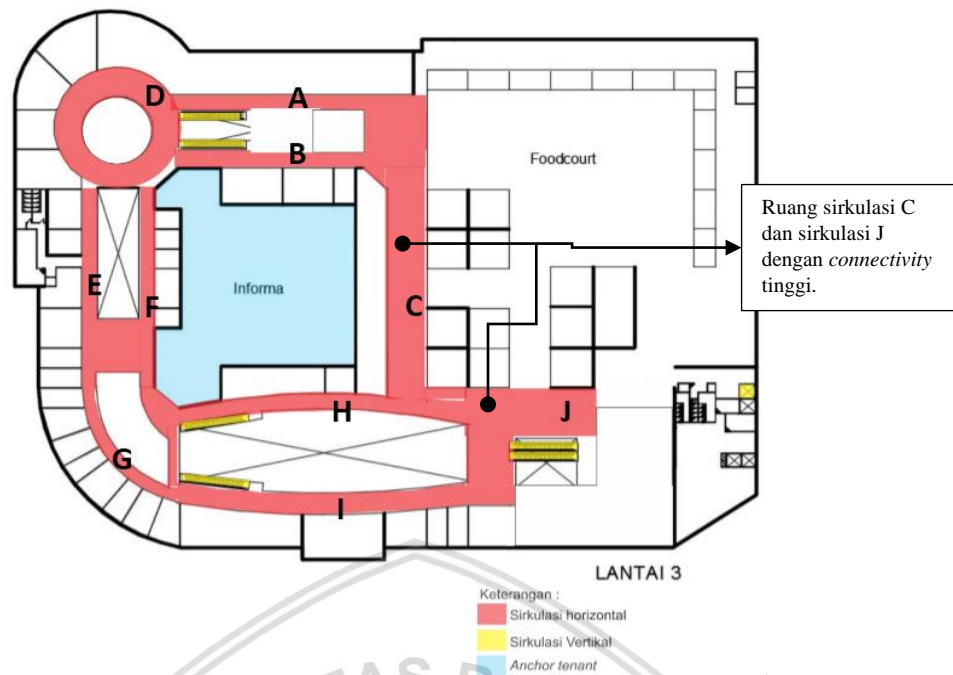 D
A
B
Foodcourt
Ruang sirkulasi C
dan sirkulasi J
dengan connectivity
tinggi.
E
F
Informa
C
H
J
G
I
LANTAI 3
Keterangan :
Sirkulasi horizontal
Sirkulasi Vertikal
Anchor tenant